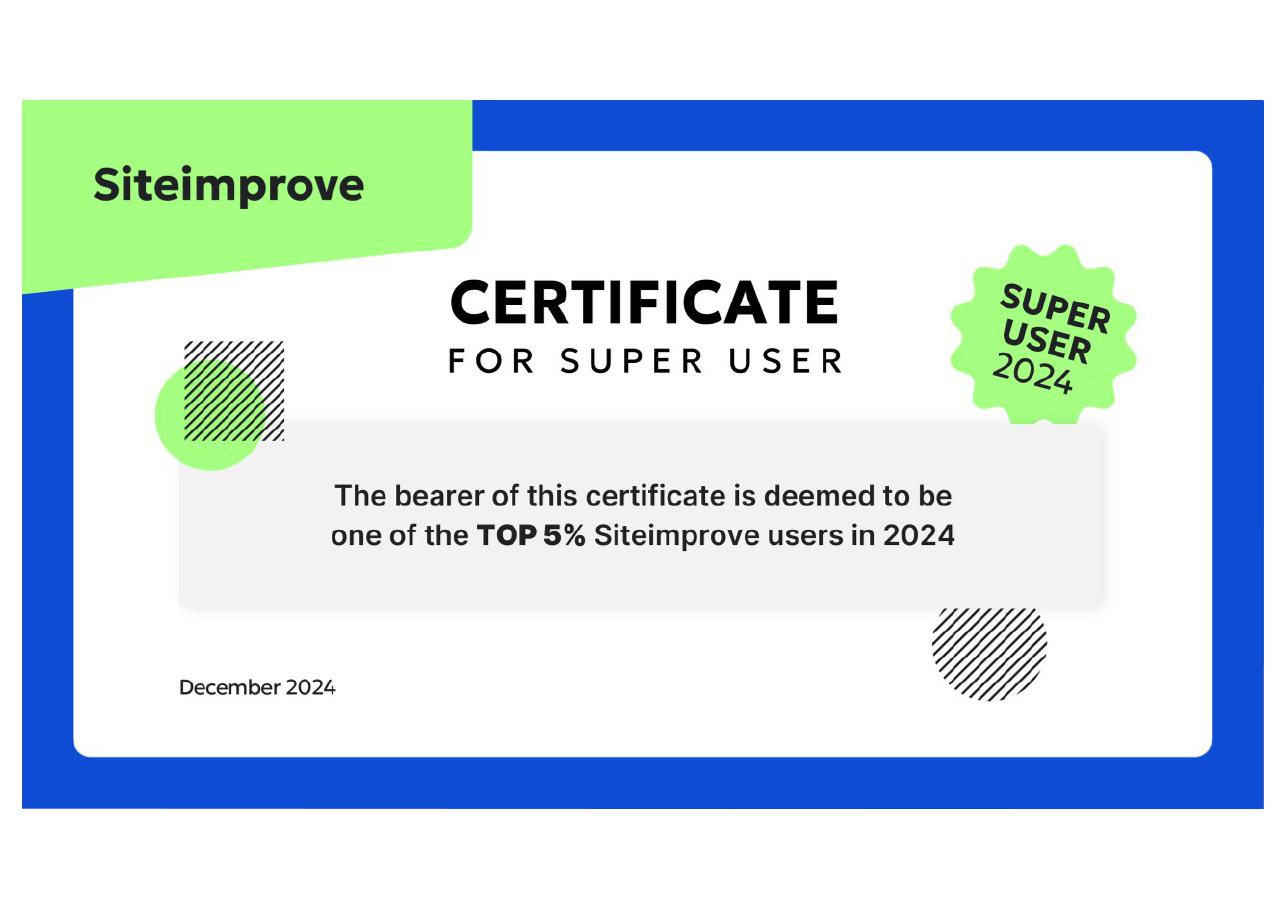 Siteimprove
CERTIFICATE
FOR SUPER USER
SUPER
USER
2024
The bearer of this certificate is deemed to be
one of the TOP 5% Siteimprove users in 2024
December 2024